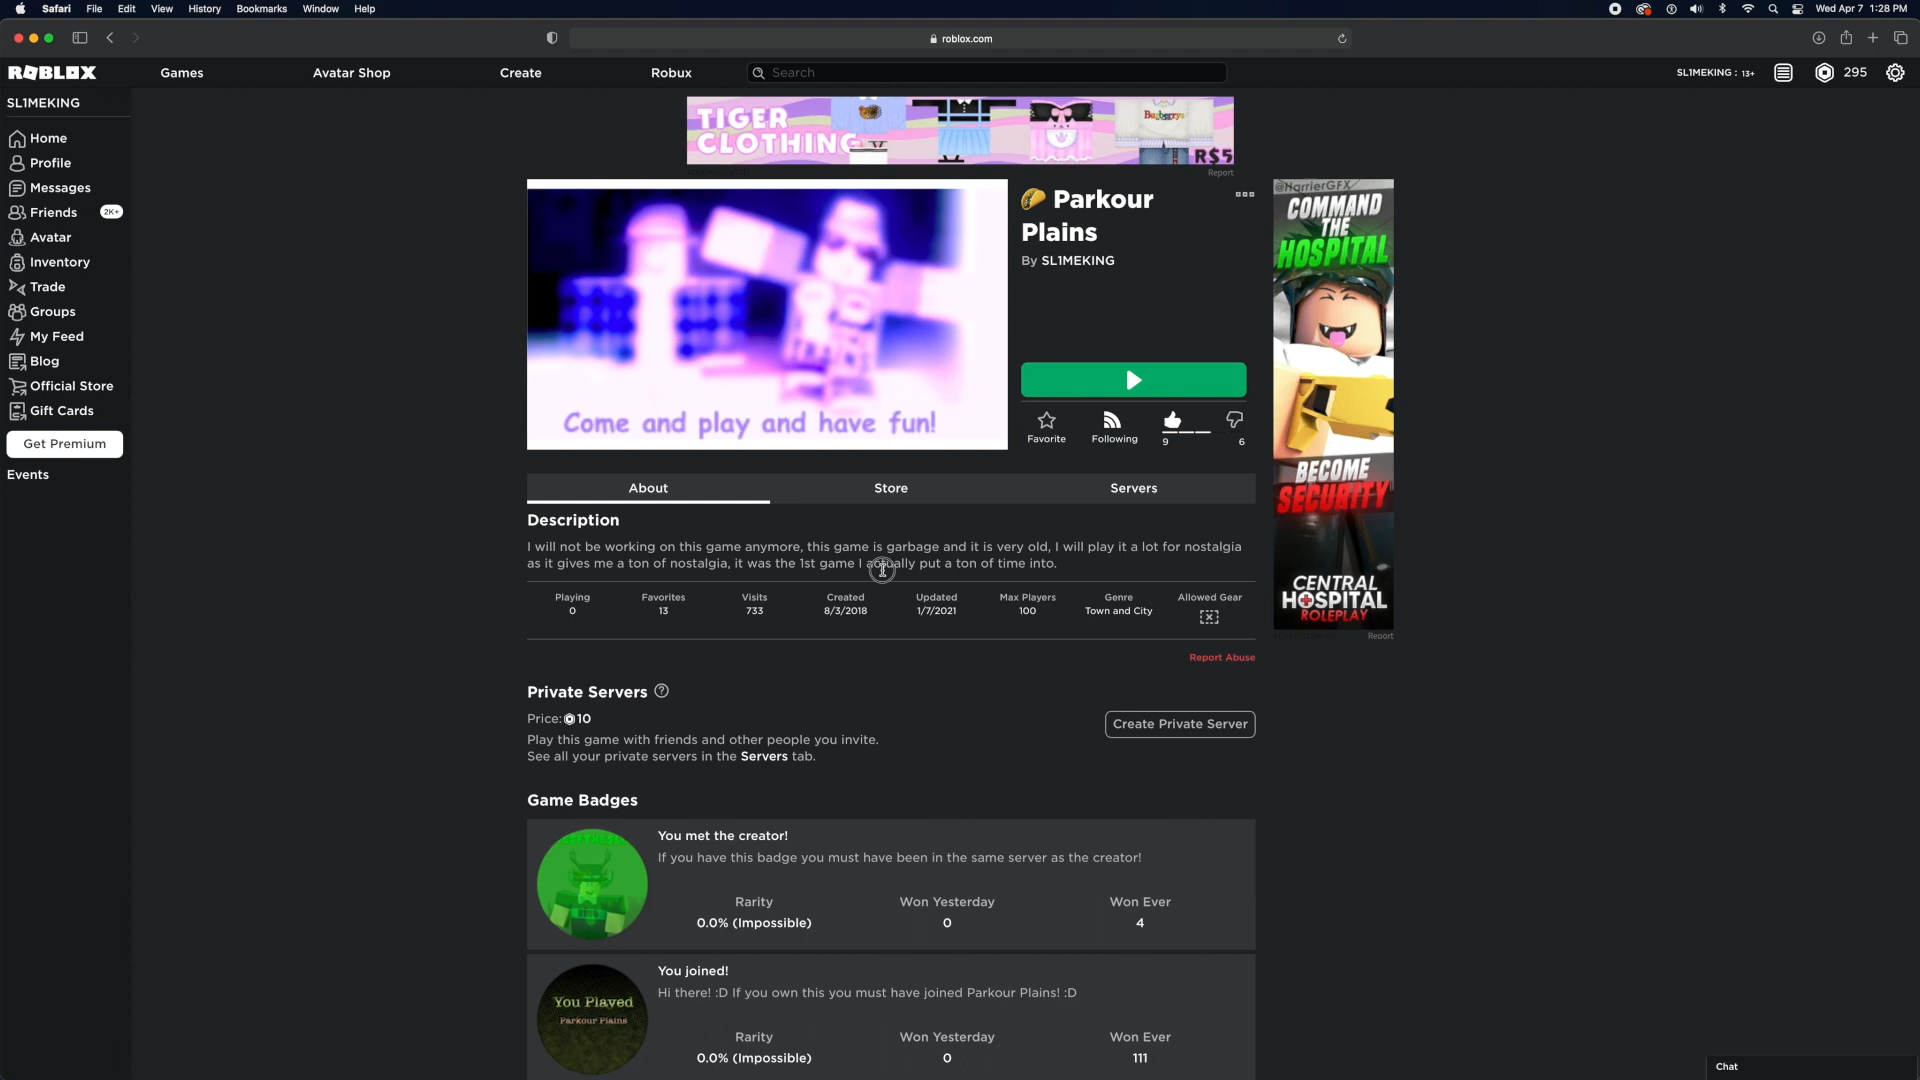 Safari File Edit View History Bookmarks Window Help
Wed Apr 7 1:28 PM
roblox.com
ROBLOX Games Avatar Shop Create Robux Search
SL1MEKING : 13+ 295
SL1MEKING
Home
Profile
Messages
Friends 2K+
Avatar
Inventory
Trade
Groups
My Feed
Blog
Official Store
Gift Cards
Get Premium
Events
TIGER
CLOTHING
R$5
Report
Come and play and have fun!
Parkour
Plains
By SL1MEKING
Favorite Following 9 6
@HarrierGFX
COMMAND
THE
HOSPITAL
BECOME
SECURITY
CENTRAL
HOSPITAL
ROLEPLAY
Report
About Store Servers
Description
I will not be working on this game anymore, this game is garbage and it is very old, I will play it a lot for nostalgia
as it gives me a ton of nostalgia, it was the 1st game I actually put a ton of time into.
Playing Favorites Visits Created Updated Max Players Genre Allowed Gear
0 13 733 8/3/2018 1/7/2021 100 Town and City
Report Abuse
Private Servers
Price: 10
Create Private Server
Play this game with friends and other people you invite.
See all your private servers in the Servers tab.
Game Badges
You met the creator!
If you have this badge you must have been in the same server as the creator!
Rarity Won Yesterday Won Ever
0.0% (Impossible) 0 4
You Played
Parkour Plains
You joined!
Hi there! :D If you own this you must have joined Parkour Plains! :D
Rarity Won Yesterday Won Ever
0.0% (Impossible) 0 111
Chat